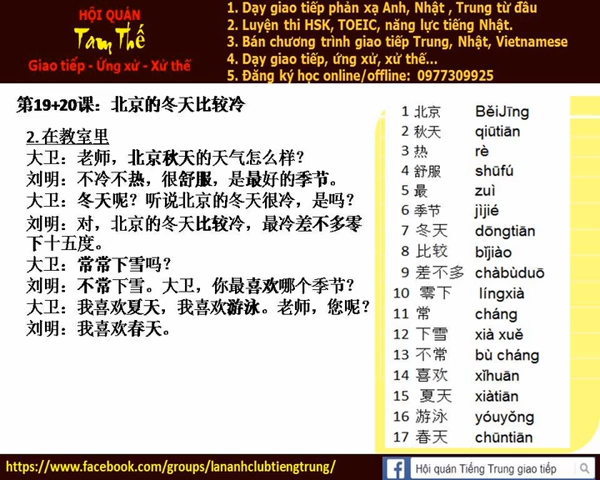 HỘI QUÁN
Tam Thế
Giao tiếp - Ứng xử - Xử thế
1. Dạy giao tiếp phản xạ Anh, Nhật , Trung từ đầu
2. Luyện thi HSK, TOEIC, năng lực tiếng Nhật.
3. Bán chương trình giao tiếp Trung, Nhật, Vietnamese
4. Dạy giao tiếp, ứng xử, xử thế...
5. Đăng ký học online/offline: 0977309925
第19+20课：北京的冬天比较冷
2.在教室里
大卫：老师，北京秋天的天气怎么样？
刘明：不冷不热，很舒服，是最好的季节。
大卫：冬天呢？听说北京的冬天很冷，是吗？
刘明：对，北京的冬天比较冷，最冷差不多零
下十五度。
大卫：常常下雪吗？
刘明：不常下雪。大卫，你最喜欢哪个季节？
大卫：我喜欢夏天，我喜欢游泳。老师，您呢？
刘明：我喜欢春天。
1 北京 BěiJīng
2 秋天 qiūtiān
3 热 rè
4 舒服 shūfú
5 最 zuì
6 季节 jìjié
7 冬天 dōngtiān
8 比较 bǐjiào
9 差不多 chàbùduō
10 零下 língxià
11 常 cháng
12 下雪 xià xuě
13 不常 bù cháng
14 喜欢 xǐhuān
15 夏天 xiàtiān
16 游泳 yóuyǒng
17 春天 chūntiān
https://www.facebook.com/groups/lananhclubtiengtrung/
f Hội quán Tiếng Trung giao tiếp